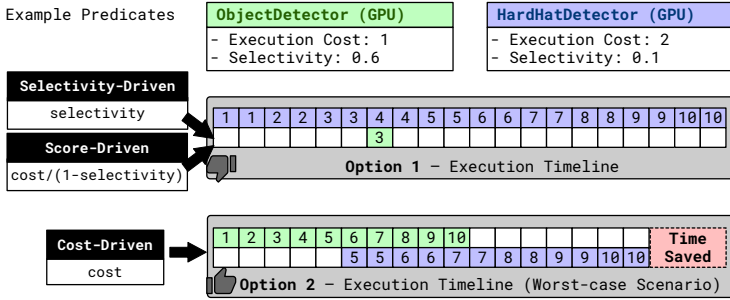 Example Predicates
ObjectDetector (GPU)
- Execution Cost: 1
- Selectivity: 0.6
HardHatDetector (GPU)
- Execution Cost: 2
- Selectivity: 0.1
Selectivity-Driven
selectivity
Score-Driven
cost/(1-selectivity)
1 1 2 2 3 3 4 4 5 5 6 6 7 7 8 8 9 9 10 10
3
Option 1 – Execution Timeline
Cost-Driven
cost
1 2 3 4 5 6 7 8 9 10
5 5 6 6 7 7 8 8 9 9 10 10
Time
Saved
Option 2 – Execution Timeline (Worst-case Scenario)